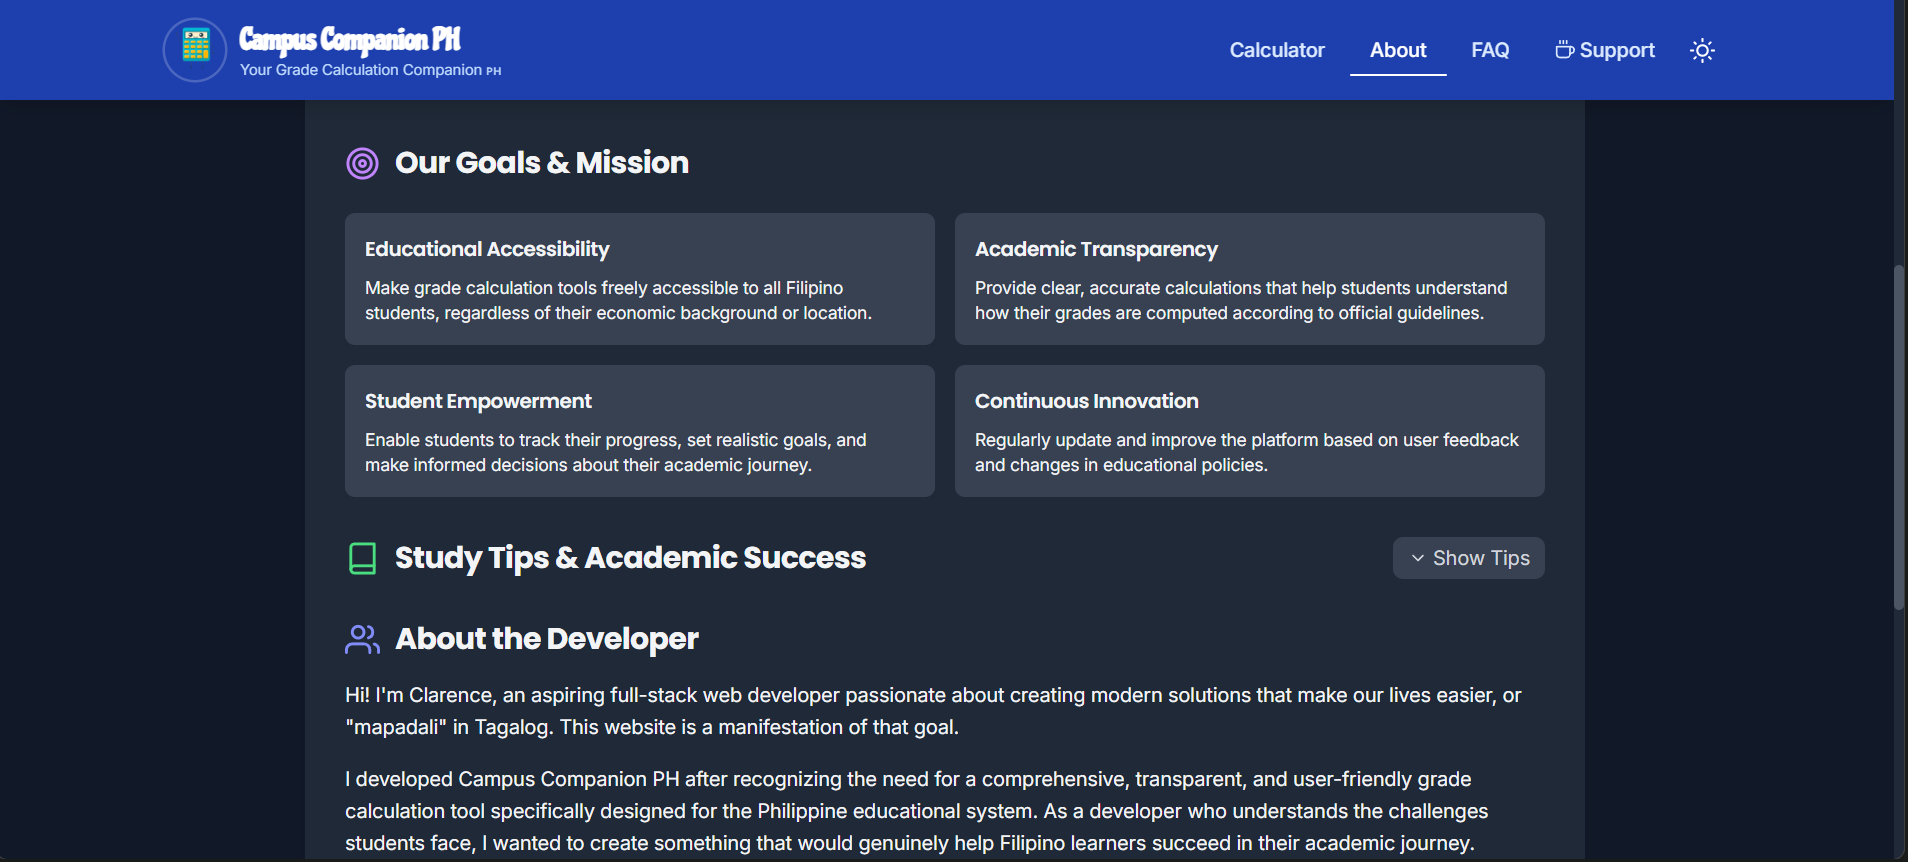 Campus Companion PH
Your Grade Calculation Companion PH
Calculator
About
FAQ
Support
Our Goals & Mission
Educational Accessibility
Make grade calculation tools freely accessible to all Filipino
students, regardless of their economic background or location.
Academic Transparency
Provide clear, accurate calculations that help students understand
how their grades are computed according to official guidelines.
Student Empowerment
Enable students to track their progress, set realistic goals, and
make informed decisions about their academic journey.
Continuous Innovation
Regularly update and improve the platform based on user feedback
and changes in educational policies.
Study Tips & Academic Success
Show Tips
About the Developer
Hi! I'm Clarence, an aspiring full-stack web developer passionate about creating modern solutions that make our lives easier, or
"mapadali" in Tagalog. This website is a manifestation of that goal.
I developed Campus Companion PH after recognizing the need for a comprehensive, transparent, and user-friendly grade
calculation tool specifically designed for the Philippine educational system. As a developer who understands the challenges
students face, I wanted to create something that would genuinely help Filipino learners succeed in their academic journey.